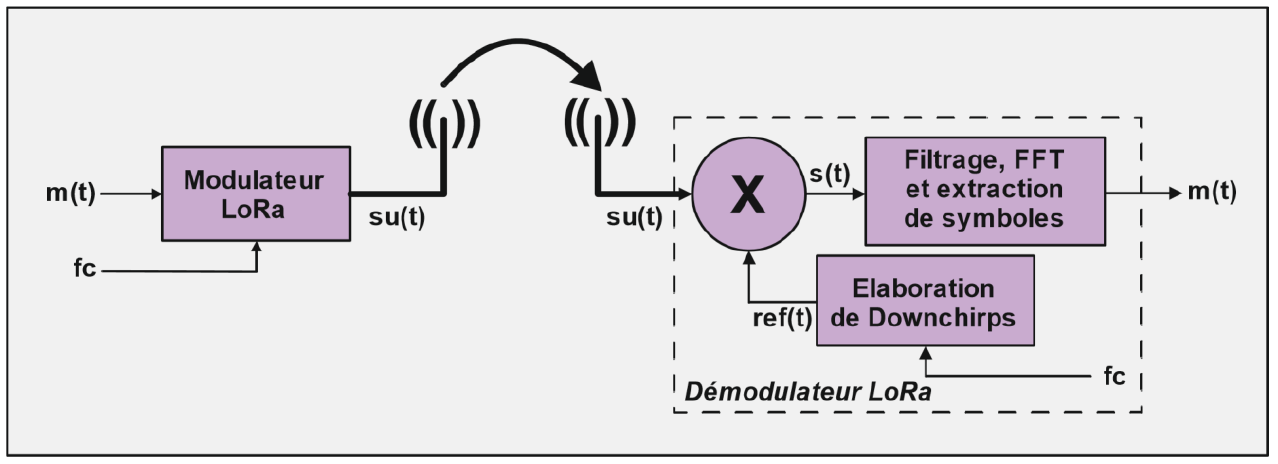 m(t)
Modulateur
LoRa
fc
su(t)
((( )))
((( )))
su(t)
X
s(t)
Filtrage, FFT
et extraction
de symboles
m(t)
ref(t)
Elaboration
de Downchirps
fc
Démodulateur LoRa